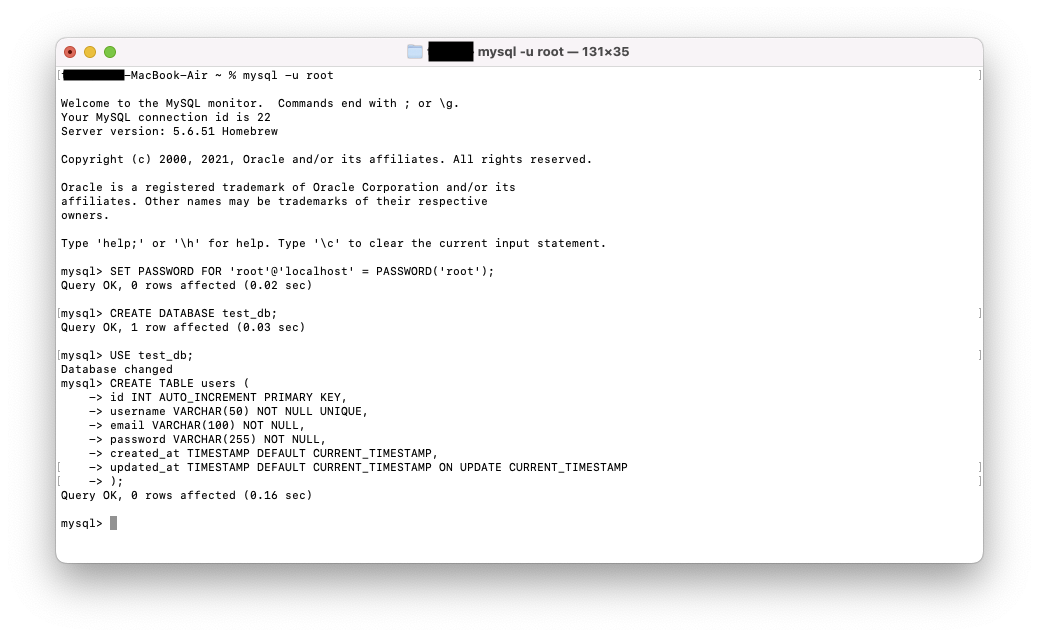 mysql -u root — 131×35
-MacBook-Air ~ % mysql -u root
Welcome to the MySQL monitor.  Commands end with ; or \g.
Your MySQL connection id is 22
Server version: 5.6.51 Homebrew
Copyright (c) 2000, 2021, Oracle and/or its affiliates. All rights reserved.
Oracle is a registered trademark of Oracle Corporation and/or its
affiliates. Other names may be trademarks of their respective
owners.
Type 'help;' or '\h' for help. Type '\c' to clear the current input statement.
mysql> SET PASSWORD FOR 'root'@'localhost' = PASSWORD('root');
Query OK, 0 rows affected (0.02 sec)
[mysql> CREATE DATABASE test_db; ]
Query OK, 1 row affected (0.03 sec)
[mysql> USE test_db; ]
Database changed
mysql> CREATE TABLE users (
    -> id INT AUTO_INCREMENT PRIMARY KEY,
    -> username VARCHAR(50) NOT NULL UNIQUE,
    -> email VARCHAR(100) NOT NULL,
    -> password VARCHAR(255) NOT NULL,
    -> created_at TIMESTAMP DEFAULT CURRENT_TIMESTAMP,
[    -> updated_at TIMESTAMP DEFAULT CURRENT_TIMESTAMP ON UPDATE CURRENT_TIMESTAMP ]
[    -> ); ]
Query OK, 0 rows affected (0.16 sec)
mysql>